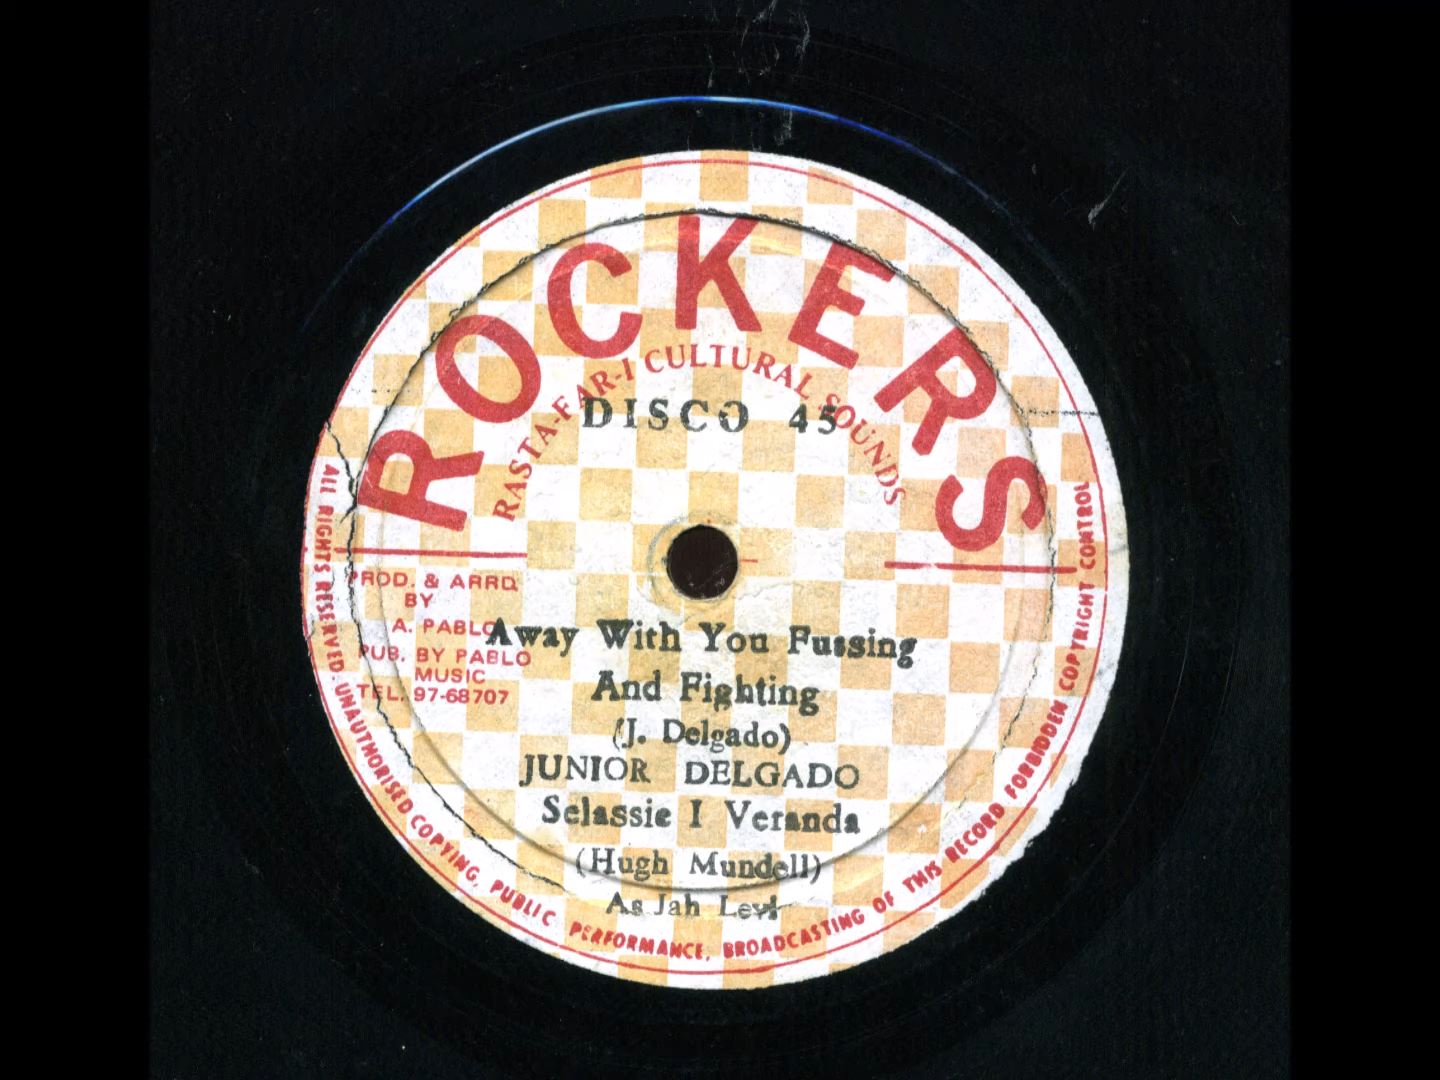 ROCKERS
RASTA-FAR-I CULTURAL SOUNDS
DISCO 45
PROD. & ARRD.
BY
A. PABLO
PUB. BY PABLO
MUSIC
TEL. 97-68707
Away With You Fussing
And Fighting
(J. Delgado)
JUNIOR DELGADO
Selassie I Veranda
(Hugh Mundell)
As Jah Levi
ALL RIGHTS RESERVED. UNAUTHORISED COPYING, PUBLIC PERFORMANCE, BROADCASTING OF THIS RECORD FORBIDDEN COPYRIGHT CONTROL